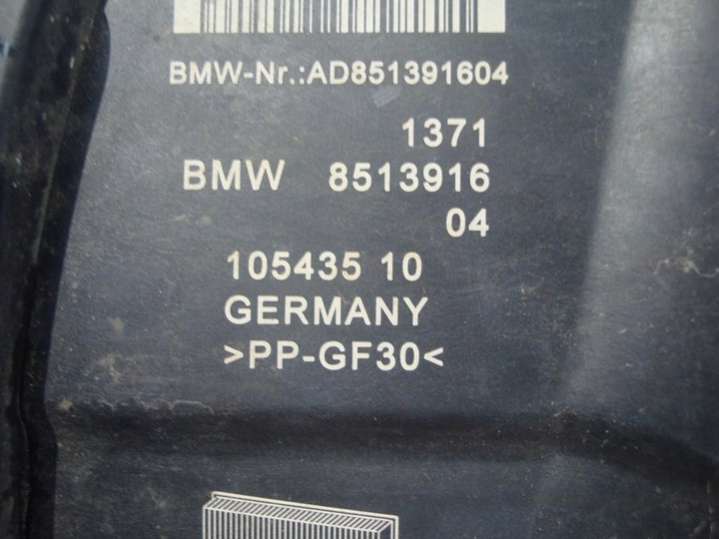 BMW-Nr.:AD851391604
1371
BMW 8513916
04
105435 10
GERMANY
>PP-GF30<